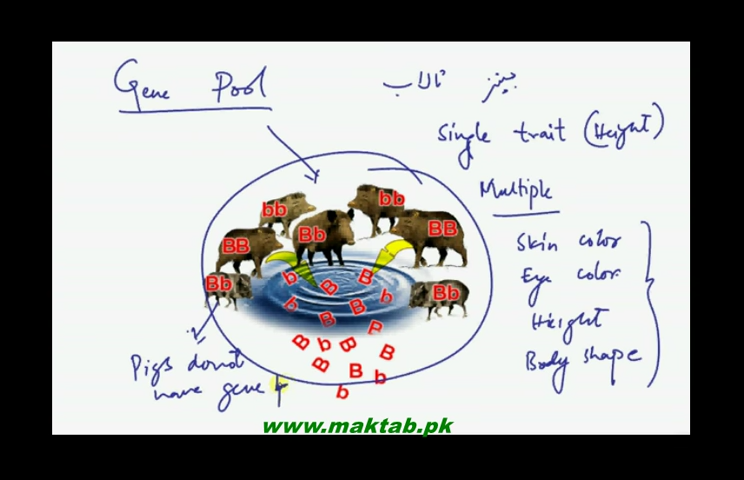 Gene Pool
جینز تالاب
Single trait (Height)
Multiple
Skin color
Eye color
Height
Body shape
bb
bb
BB
Bb
BB
Bb
Bb
b
B
B
b
b
B
B
B
B
b
B
B
B
B
b
b
Pigs donot
have gene p
www.maktab.pk